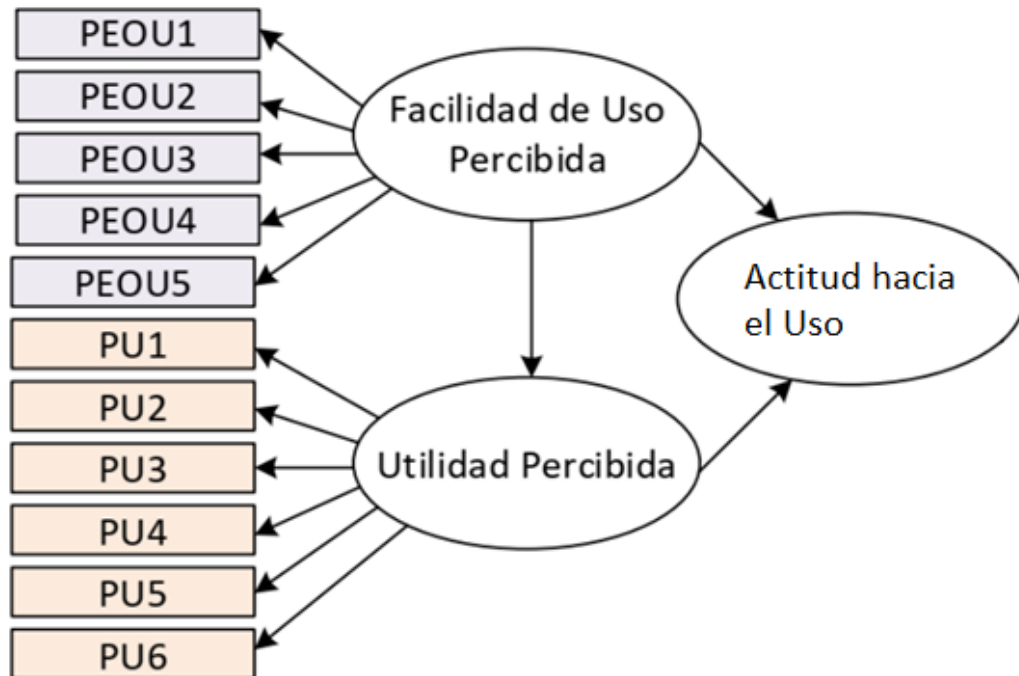 PEOU1
PEOU2
PEOU3
PEOU4
PEOU5
PU1
PU2
PU3
PU4
PU5
PU6
Facilidad de Uso
Percibida
Utilidad Percibida
Actitud hacia
el Uso